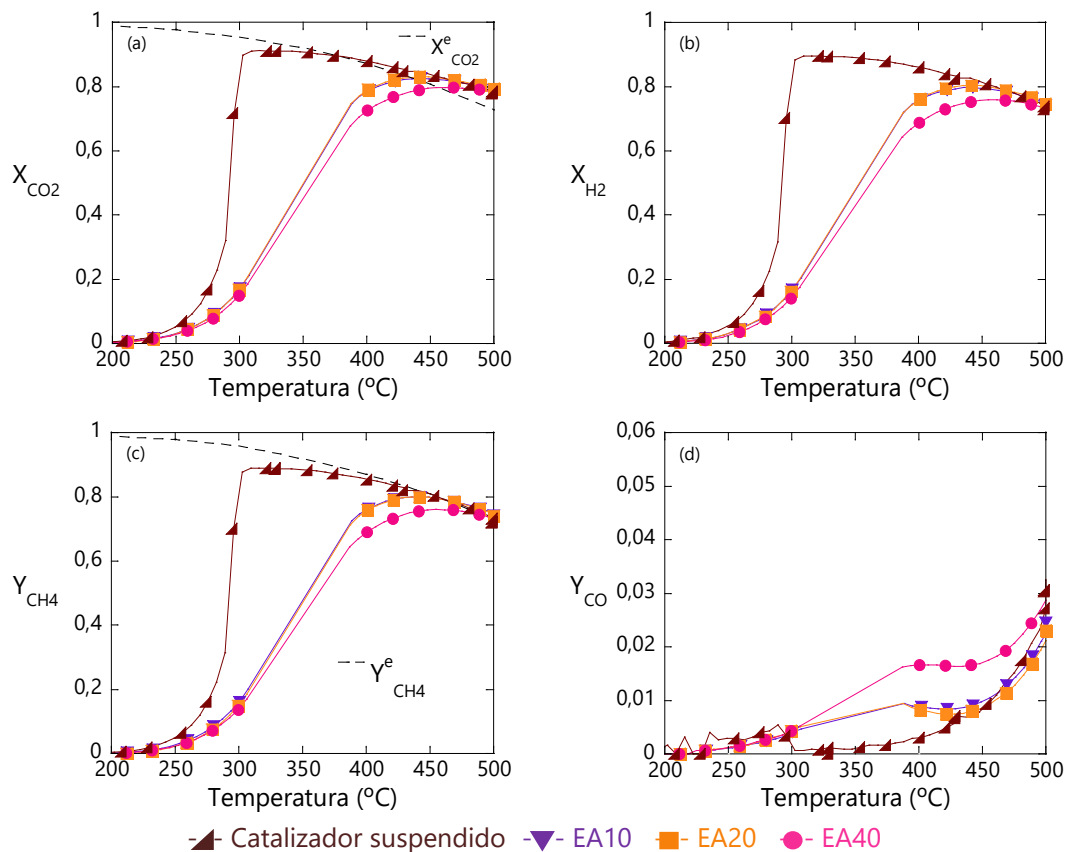 (a)
X^e_CO2
X_CO2
1
0,8
0,6
0,4
0,2
0
200 250 300 350 400 450 500
Temperatura (ºC)
(b)
X_H2
1
0,8
0,6
0,4
0,2
0
200 250 300 350 400 450 500
Temperatura (ºC)
(c)
Y_CH4
Y^e_CH4
1
0,8
0,6
0,4
0,2
0
200 250 300 350 400 450 500
Temperatura (ºC)
(d)
Y_CO
0,06
0,05
0,04
0,03
0,02
0,01
0
200 250 300 350 400 450 500
Temperatura (ºC)
Catalizador suspendido EA10 EA20 EA40